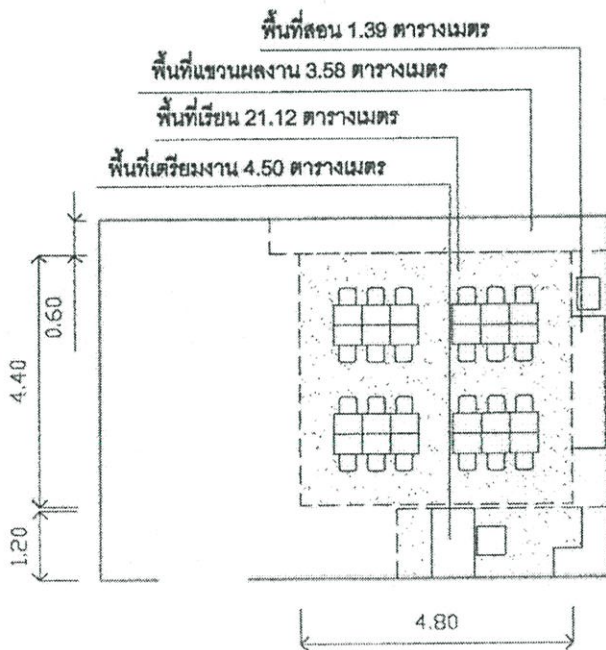 พื้นที่สอน 1.39 ตารางเมตร
พื้นที่แขวนผลงาน 3.58 ตารางเมตร
พื้นที่เรียน 21.12 ตารางเมตร
พื้นที่เตรียมงาน 4.50 ตารางเมตร
0.60
4.40
1.20
4.80